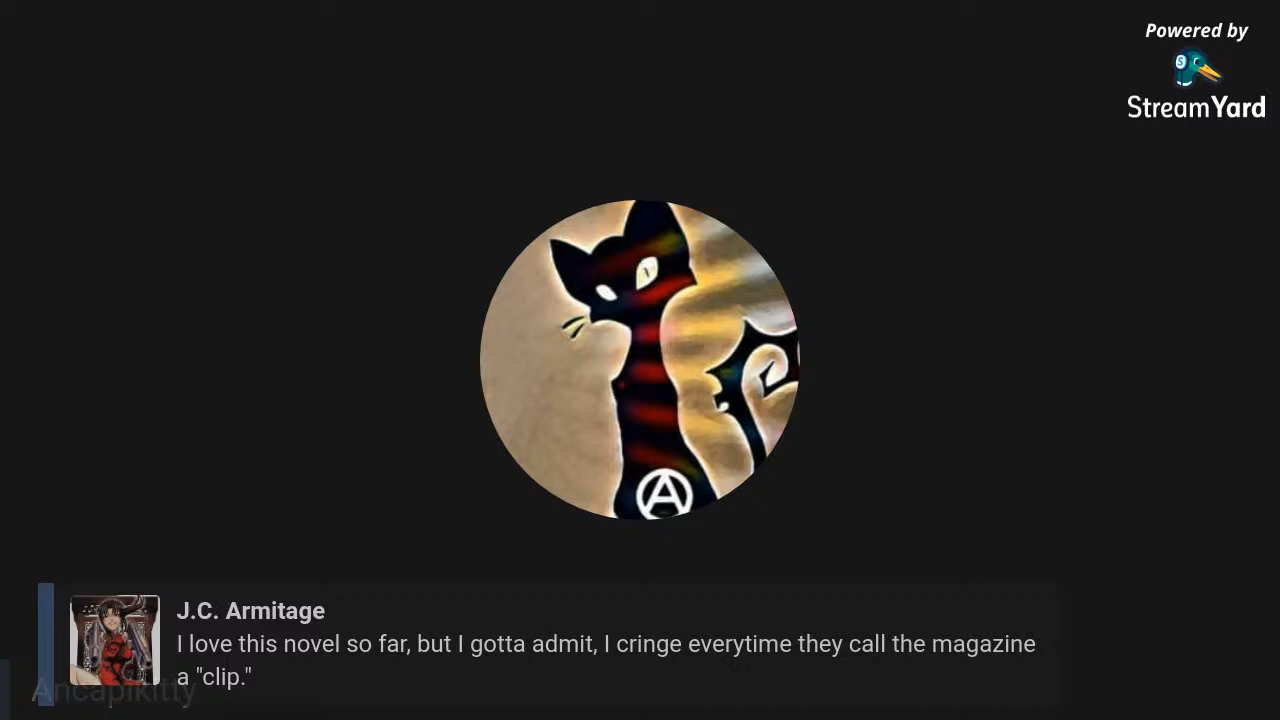 Powered by
S
StreamYard
A
J.C. Armitage
I love this novel so far, but I gotta admit, I cringe everytime they call the magazine
a "clip."
Ancapikitty